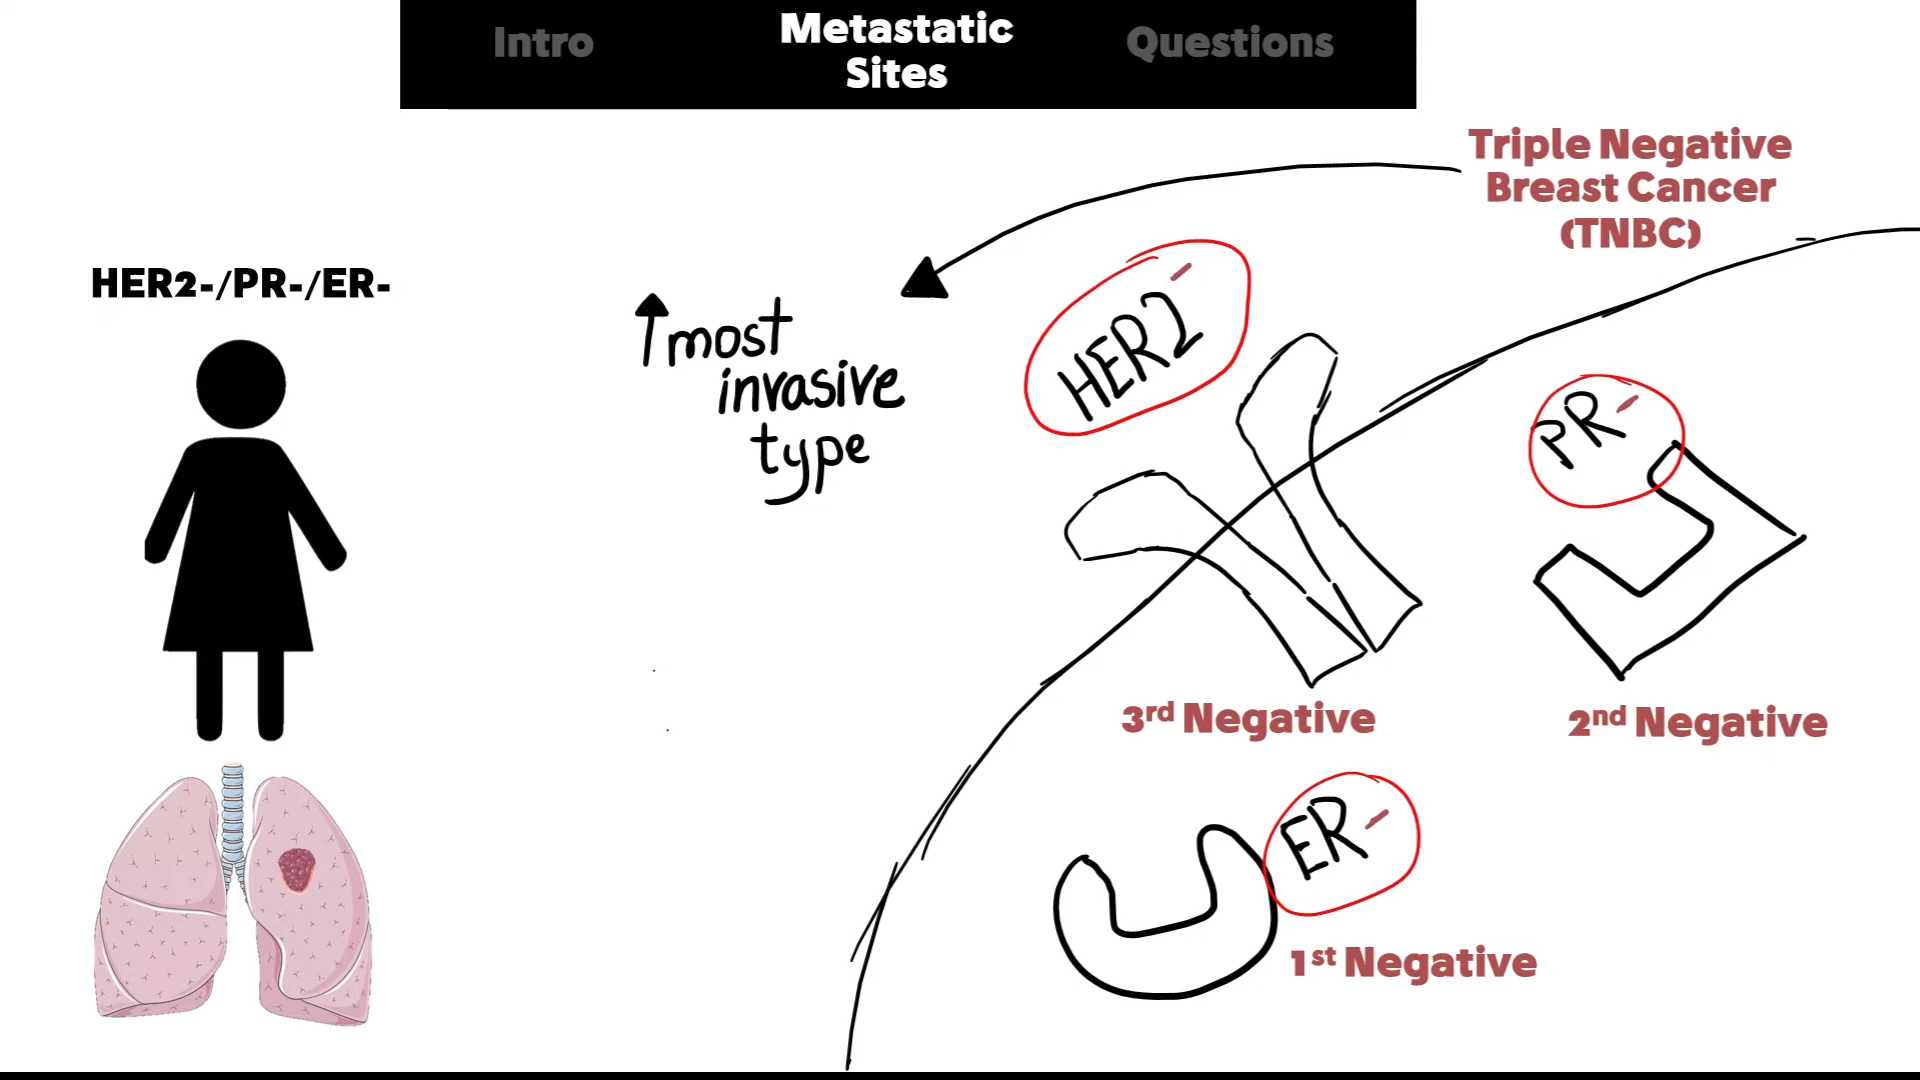 Intro
Metastatic
Sites
Questions
Triple Negative
Breast Cancer
(TNBC)
HER2-/PR-/ER-
↑most
invasive
type
HER2-
PR-
3rd Negative
2nd Negative
ER-
1st Negative